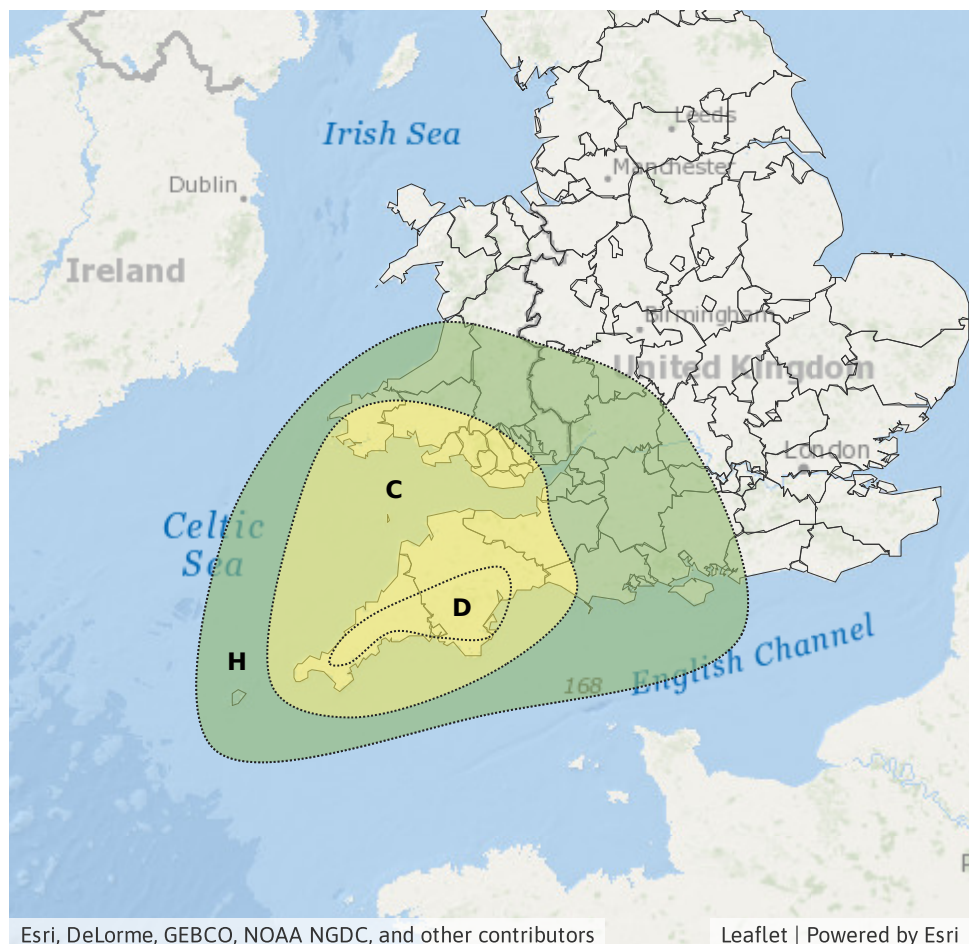 Irish Sea
Leeds
Manchester
Dublin
Ireland
Birmingham
United Kingdom
London
C
Celtic
Sea
D
H
English Channel
168
P
Esri, DeLorme, GEBCO, NOAA NGDC, and other contributors
Leaflet | Powered by Esri